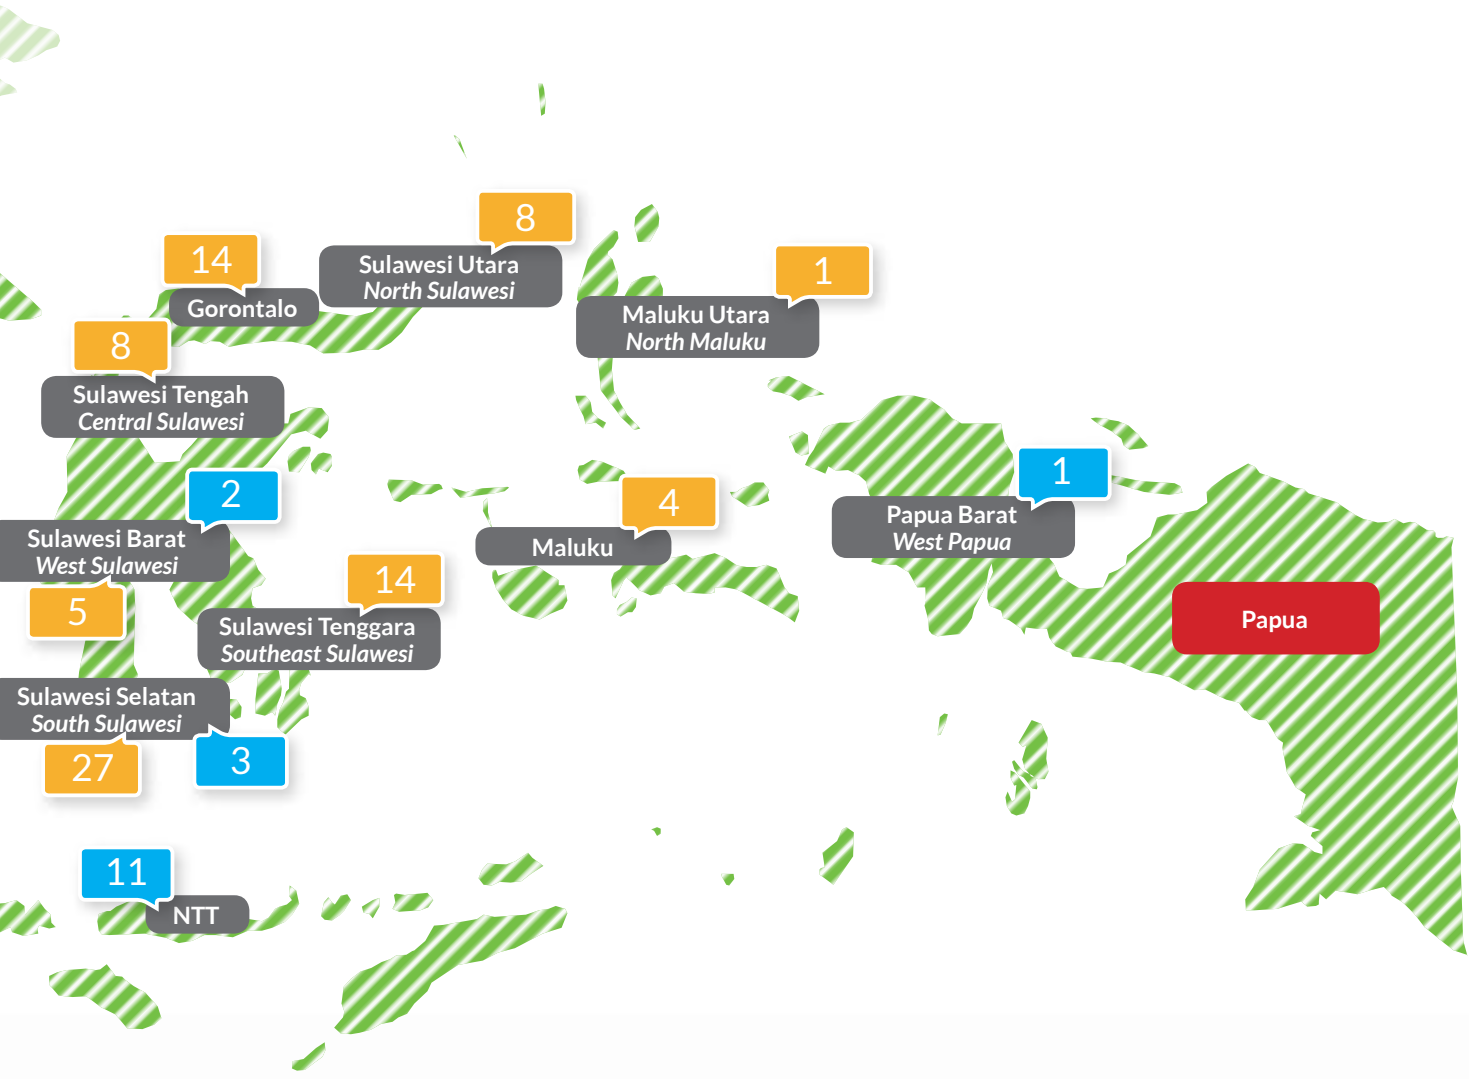 8
Sulawesi Utara
North Sulawesi
14
Gorontalo
1
Maluku Utara
North Maluku
8
Sulawesi Tengah
Central Sulawesi
2
Sulawesi Barat
West Sulawesi
5
4
Maluku
1
Papua Barat
West Papua
14
Sulawesi Tenggara
Southeast Sulawesi
Papua
Sulawesi Selatan
South Sulawesi
27
3
11
NTT